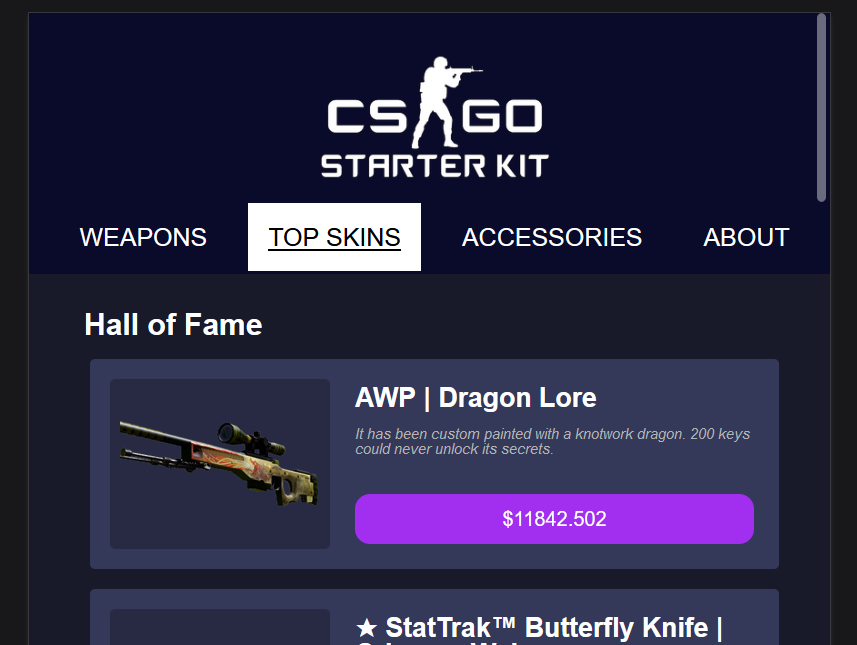 CS GO
STARTER KIT
WEAPONS TOP SKINS ACCESSORIES ABOUT
Hall of Fame
AWP | Dragon Lore
It has been custom painted with a knotwork dragon. 200 keys
could never unlock its secrets.
$11842.502
★ StatTrak™ Butterfly Knife |